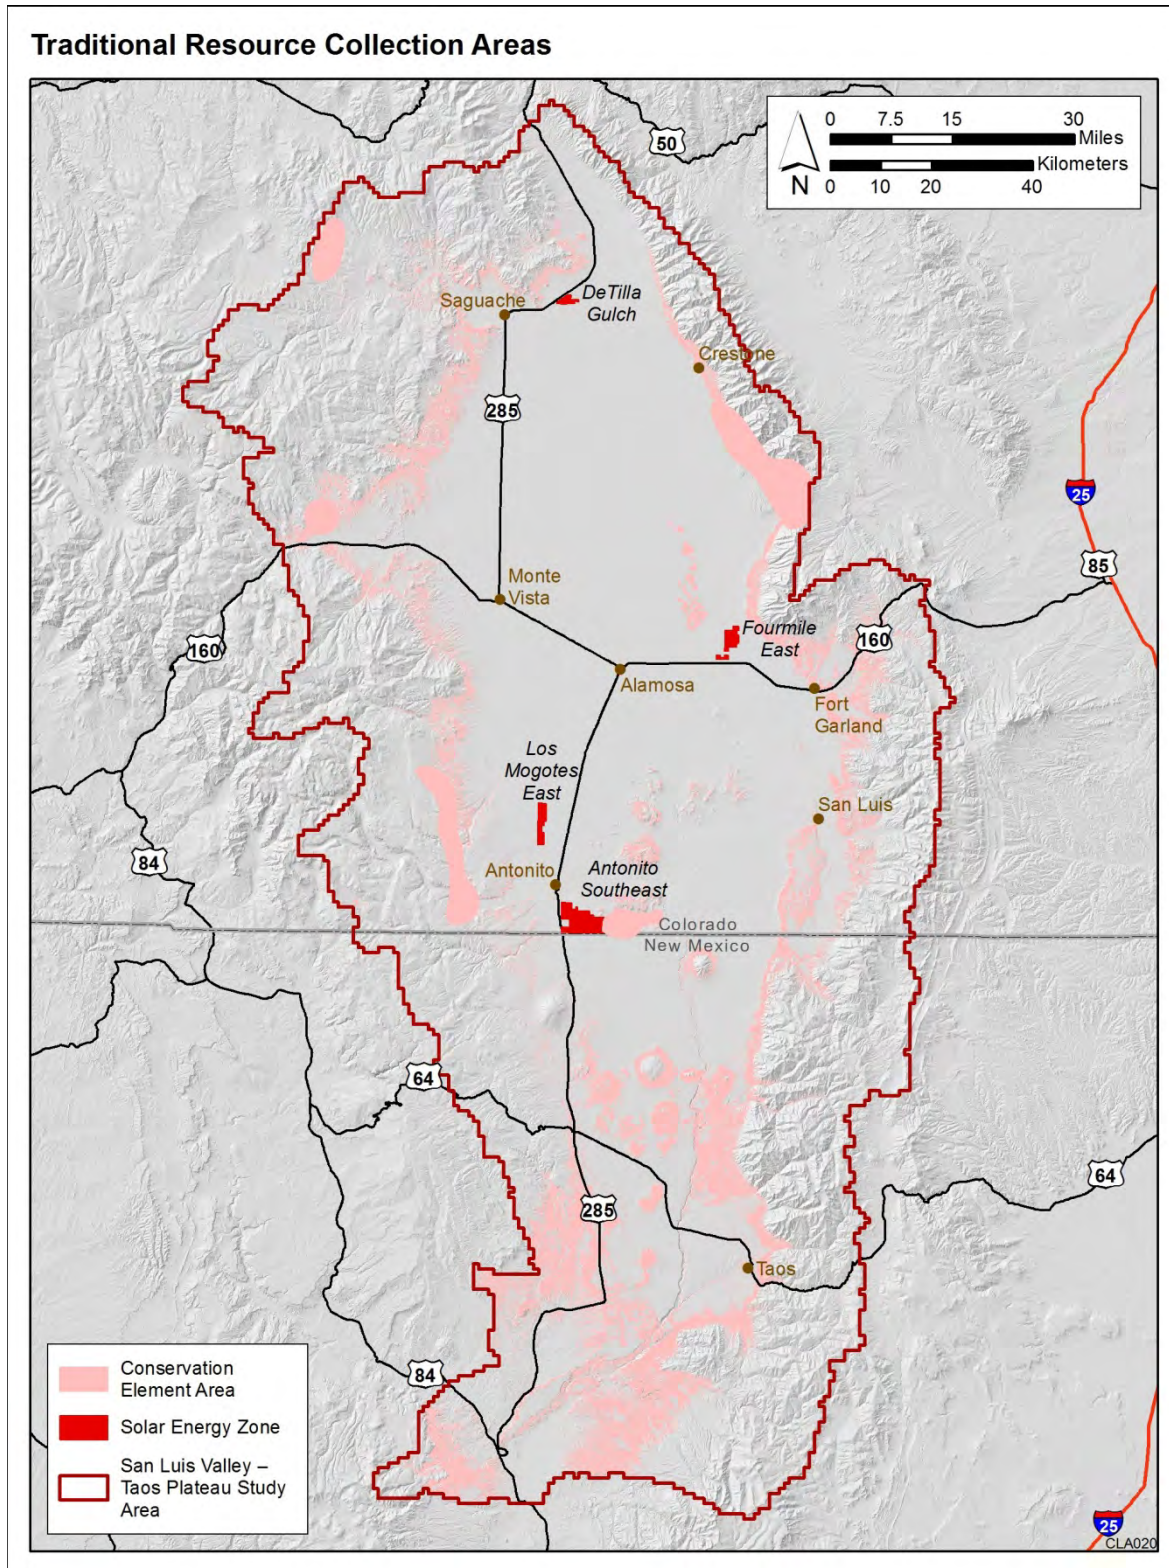 Traditional Resource Collection Areas
0 7.5 15 30
Miles
Kilometers
0 10 20 40
N
50
Saguache
DeTilla
Gulch
Crestone
285
25
85
Monte
Vista
160
Fourmile
East
160
Alamosa
Fort
Garland
Los
Mogotes
East
San Luis
84
Antonito
Antonito
Southeast
Colorado
New Mexico
64
64
285
Taos
84
Conservation
Element Area
Solar Energy Zone
San Luis Valley –
Taos Plateau Study
Area
25
CLA020